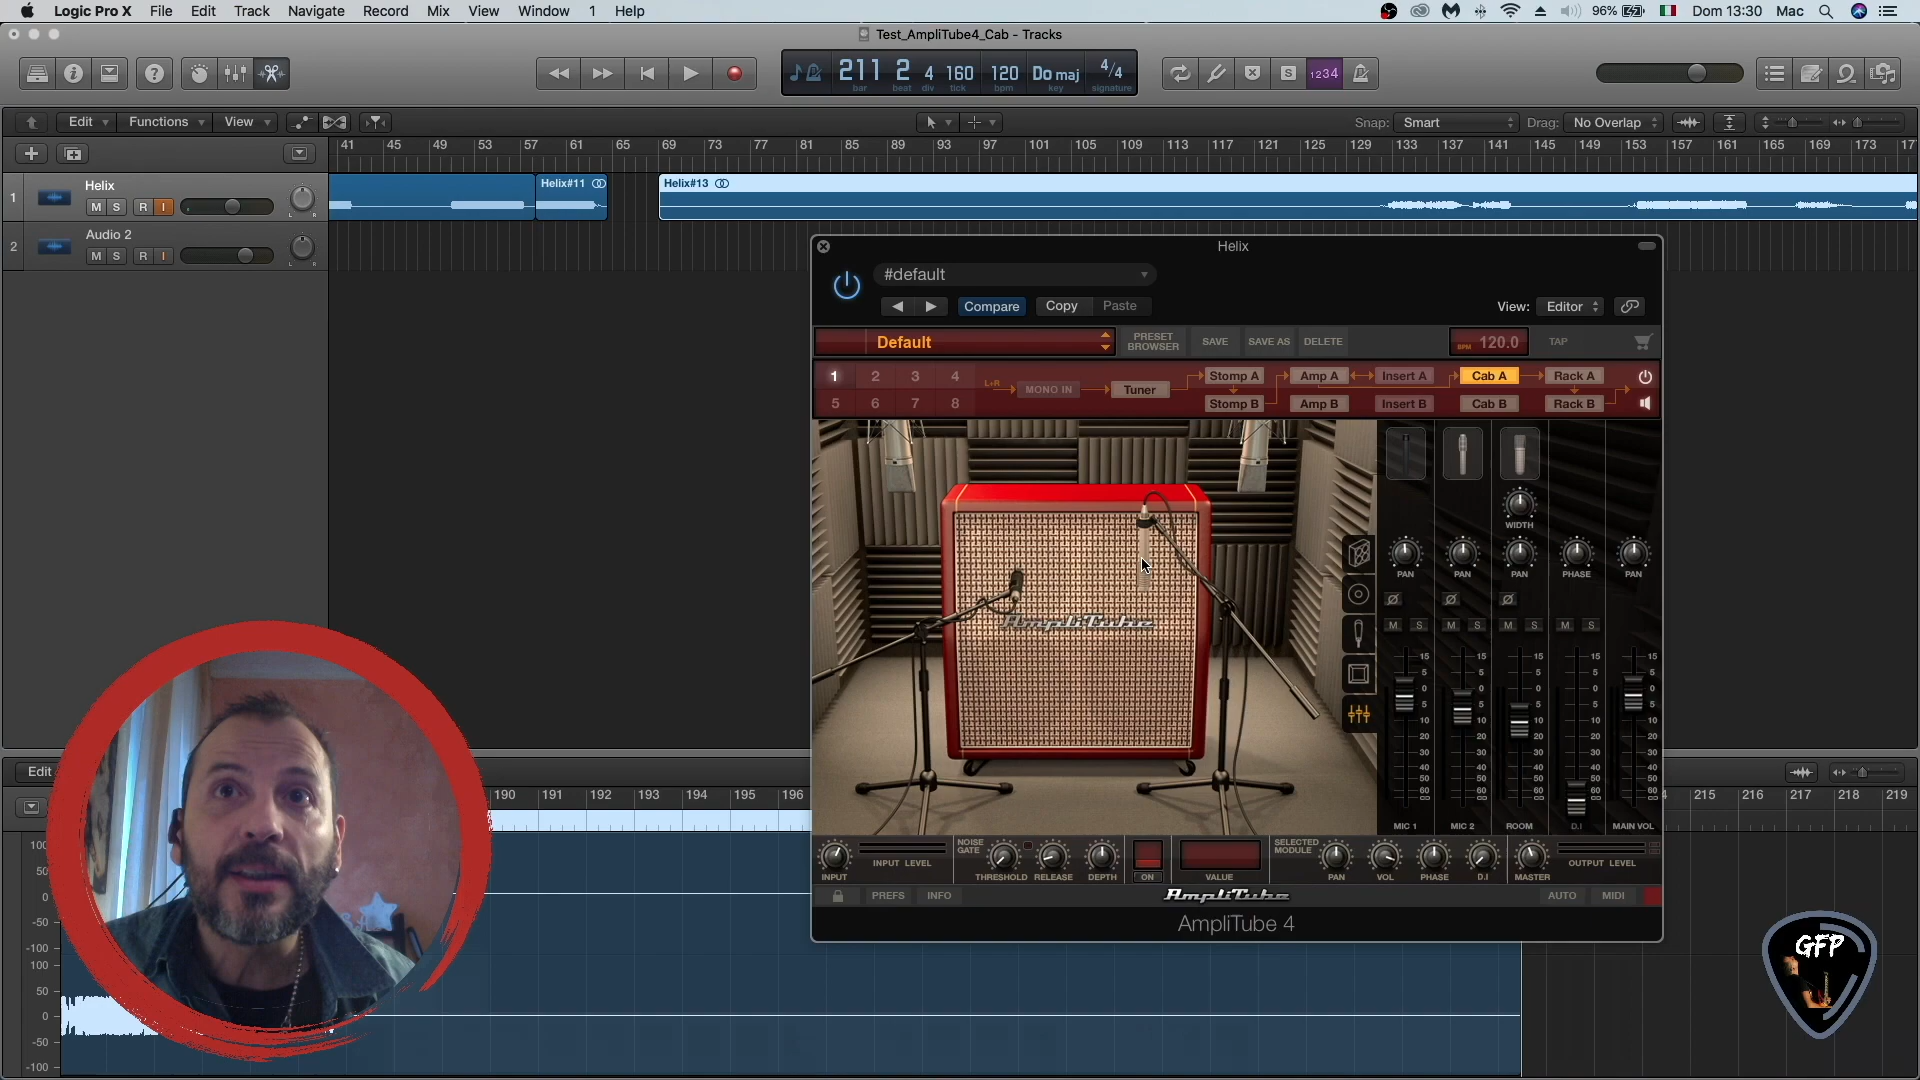 Logic Pro X File Edit Track Navigate Record Mix View Window 1 Help
96% Dom 13:30 Mac
Test_AmpliTube4_Cab - Tracks
211 2 4 160 120 Do maj 4/4
bar beat div tick bpm key signature
S 1234
Edit Functions View Snap: Smart Drag: No Overlap
41 45 49 53 57 61 65 69 73 77 81 85 89 93 97 101 105 109 113 117 121 125 129 133 137 141 145 149 153 157 161 165 169 173 17
1 Helix Helix#11 Helix#13
M S R I
L R
2 Audio 2
M S R I
L R
Helix
#default
Compare Copy Paste View: Editor
Default PRESET BROWSER SAVE SAVE AS DELETE BPM 120.0 TAP
1 2 3 4 L+R MONO IN Tuner Stomp A Amp A Insert A Cab A Rack A
5 6 7 8 Stomp B Amp B Insert B Cab B Rack B
WIDTH
PAN PAN PAN PHASE PAN
M S M S M S M S
AmpliTube
15 15 15 15 15
5 5 5 5 5
0 0 0 0 0
5 5 5 5 5
10 10 10 10 10
20 20 20 20 20
30 30 30 30 30
40 40 40 40 40
50 50 50 50 50
60 60 60 60 60
MIC 1 MIC 2 ROOM D.I MAIN VOL
INPUT INPUT LEVEL NOISE GATE THRESHOLD RELEASE DEPTH ON VALUE SELECTED MODULE PAN VOL PHASE D.I MASTER OUTPUT LEVEL
PREFS INFO AmpliTube AUTO MIDI
AmpliTube 4
Edit
190 191 192 193 194 195 196 215 216 217 218 219
50
0
-50
-100
100
50
0
-50
-100
GFP